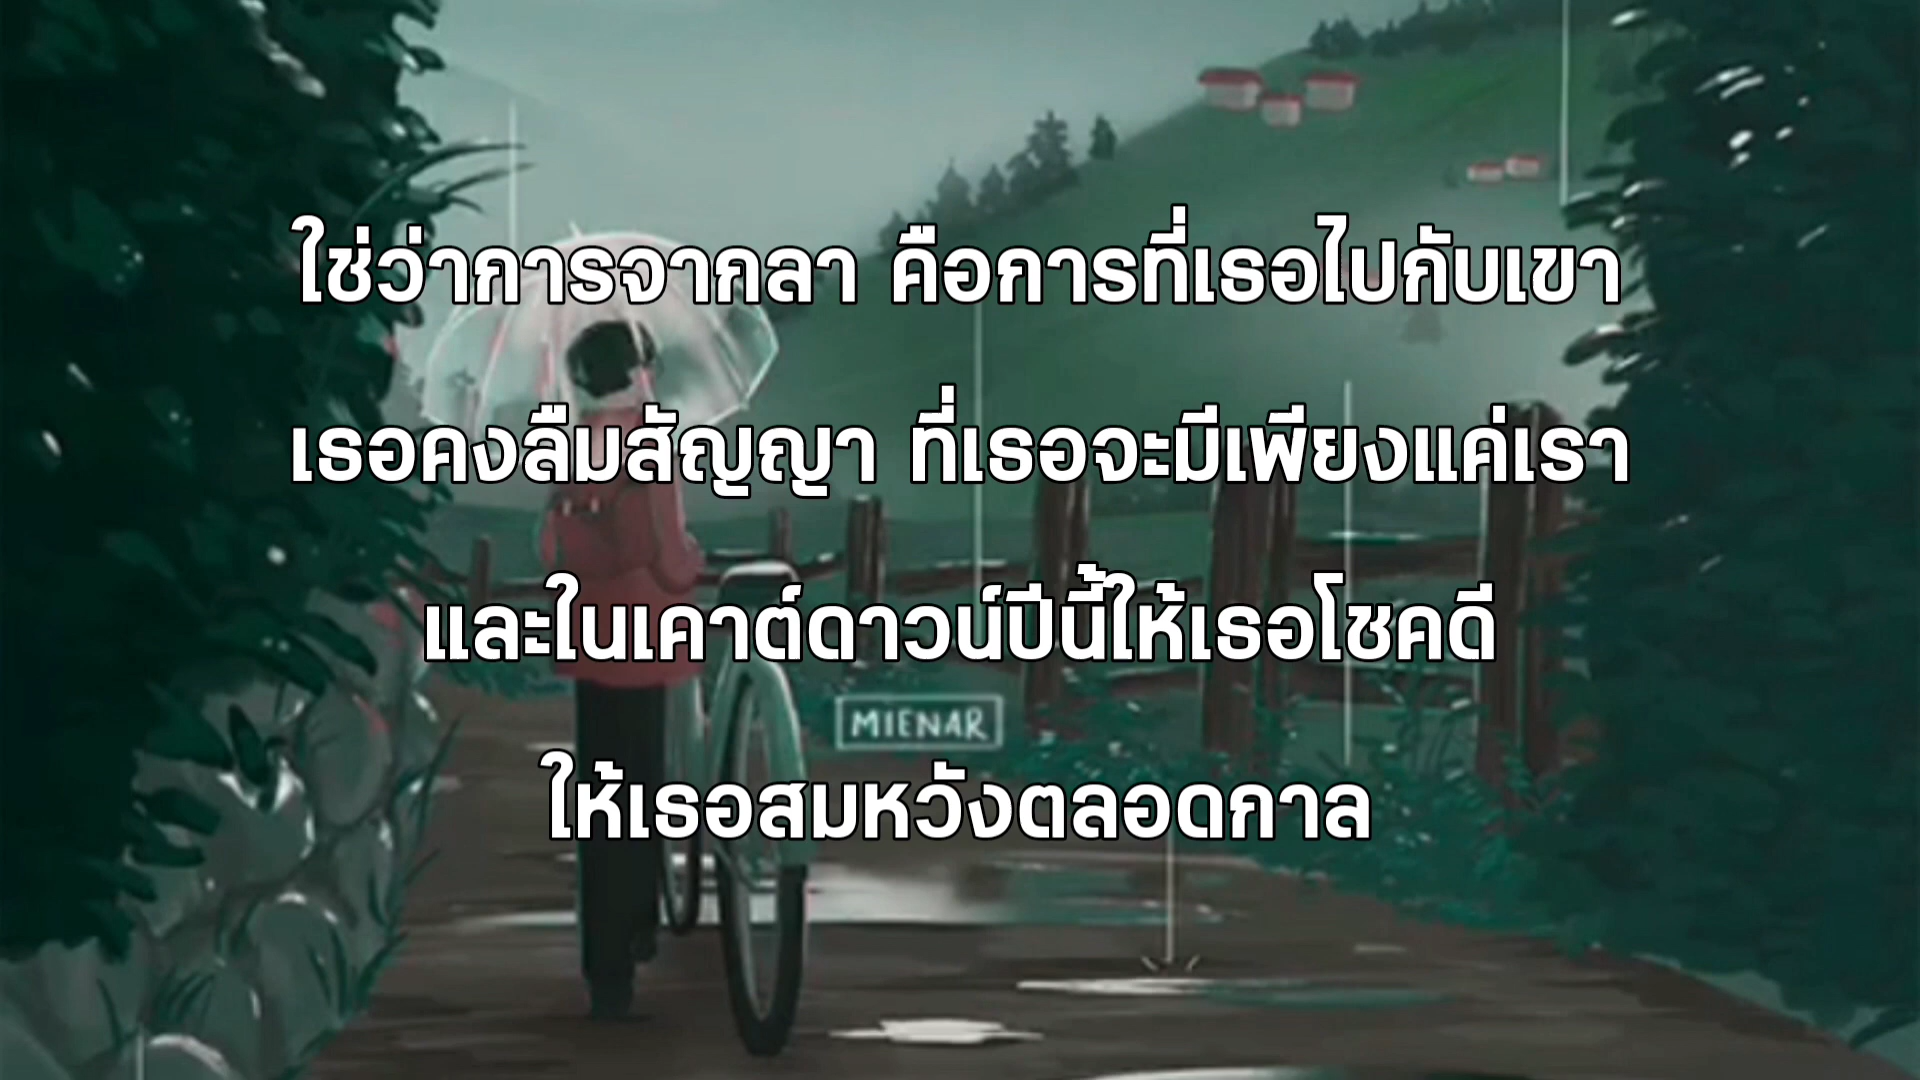 ใช่ว่าการจากลา คือการที่เธอไปกับเขา
เธอคงลืมสัญญา ที่เธอจะมีเพียงแค่เรา
และในเคาต์ดาวน์ปีนี้ให้เธอโชคดี
MIENAR
ให้เธอสมหวังตลอดกาล